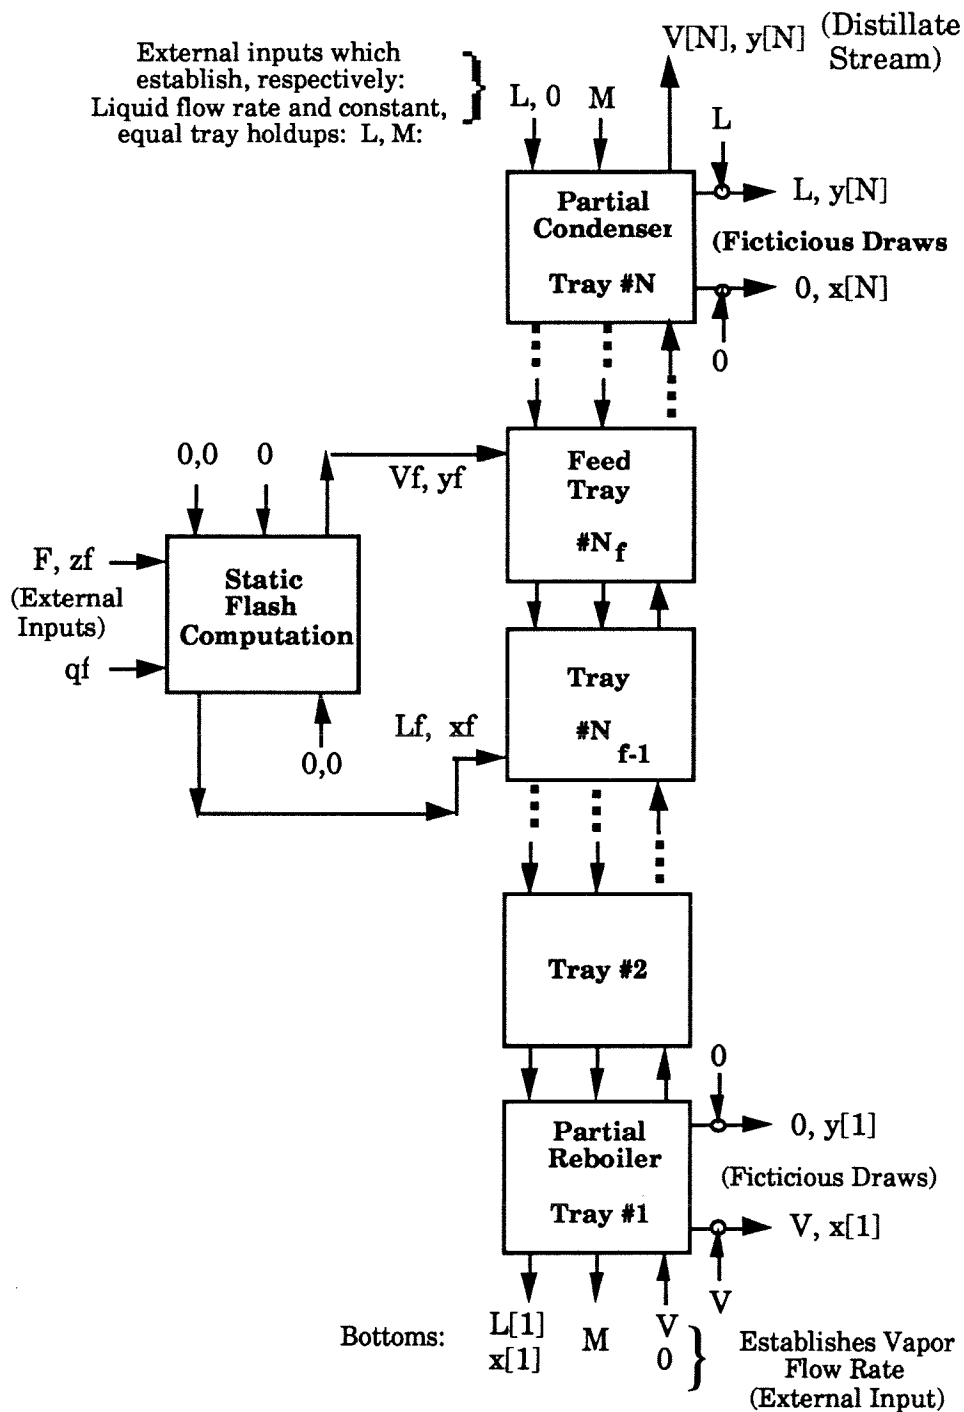 External inputs which
establish, respectively:
Liquid flow rate and constant,
equal tray holdups: L, M:
L, 0
M
V[N], y[N]
(Distillate
Stream)
L
Partial
Condenser
Tray #N
L, y[N]
(Ficticious Draws
0, x[N]
0
0,0
0
Vf, yf
Feed
Tray
#Nf
F, zf
(External
Inputs)
qf
Static
Flash
Computation
0,0
Lf, xf
Tray
#N
f-1
Tray #2
Partial
Reboiler
Tray #1
0
0, y[1]
(Ficticious Draws)
V, x[1]
V
Bottoms:
L[1]
x[1]
M
V
0
Establishes Vapor
Flow Rate
(External Input)